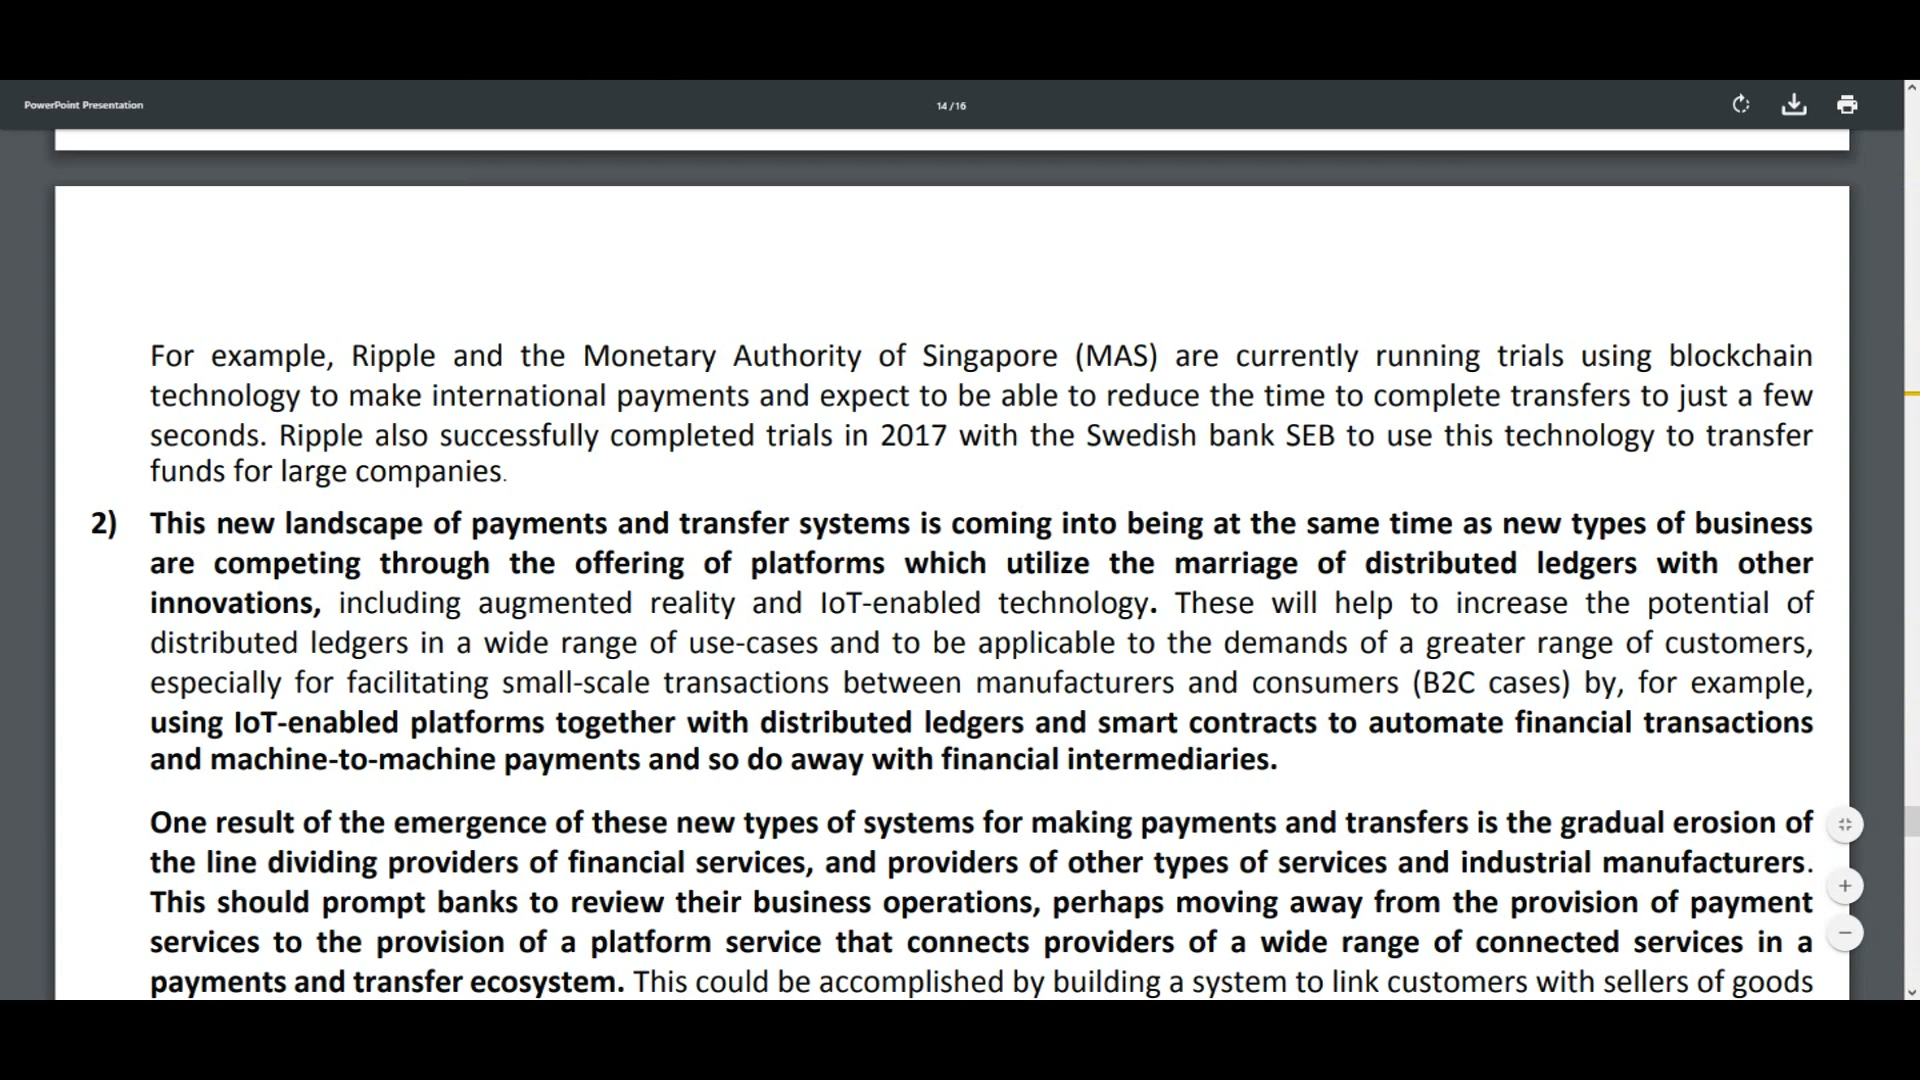 PowerPoint Presentation
14 / 16
For example, Ripple and the Monetary Authority of Singapore (MAS) are currently running trials using blockchain
technology to make international payments and expect to be able to reduce the time to complete transfers to just a few
seconds. Ripple also successfully completed trials in 2017 with the Swedish bank SEB to use this technology to transfer
funds for large companies.
2) This new landscape of payments and transfer systems is coming into being at the same time as new types of business
are competing through the offering of platforms which utilize the marriage of distributed ledgers with other
innovations, including augmented reality and IoT-enabled technology. These will help to increase the potential of
distributed ledgers in a wide range of use-cases and to be applicable to the demands of a greater range of customers,
especially for facilitating small-scale transactions between manufacturers and consumers (B2C cases) by, for example,
using IoT-enabled platforms together with distributed ledgers and smart contracts to automate financial transactions
and machine-to-machine payments and so do away with financial intermediaries.
One result of the emergence of these new types of systems for making payments and transfers is the gradual erosion of
the line dividing providers of financial services, and providers of other types of services and industrial manufacturers.
This should prompt banks to review their business operations, perhaps moving away from the provision of payment
services to the provision of a platform service that connects providers of a wide range of connected services in a
payments and transfer ecosystem. This could be accomplished by building a system to link customers with sellers of goods